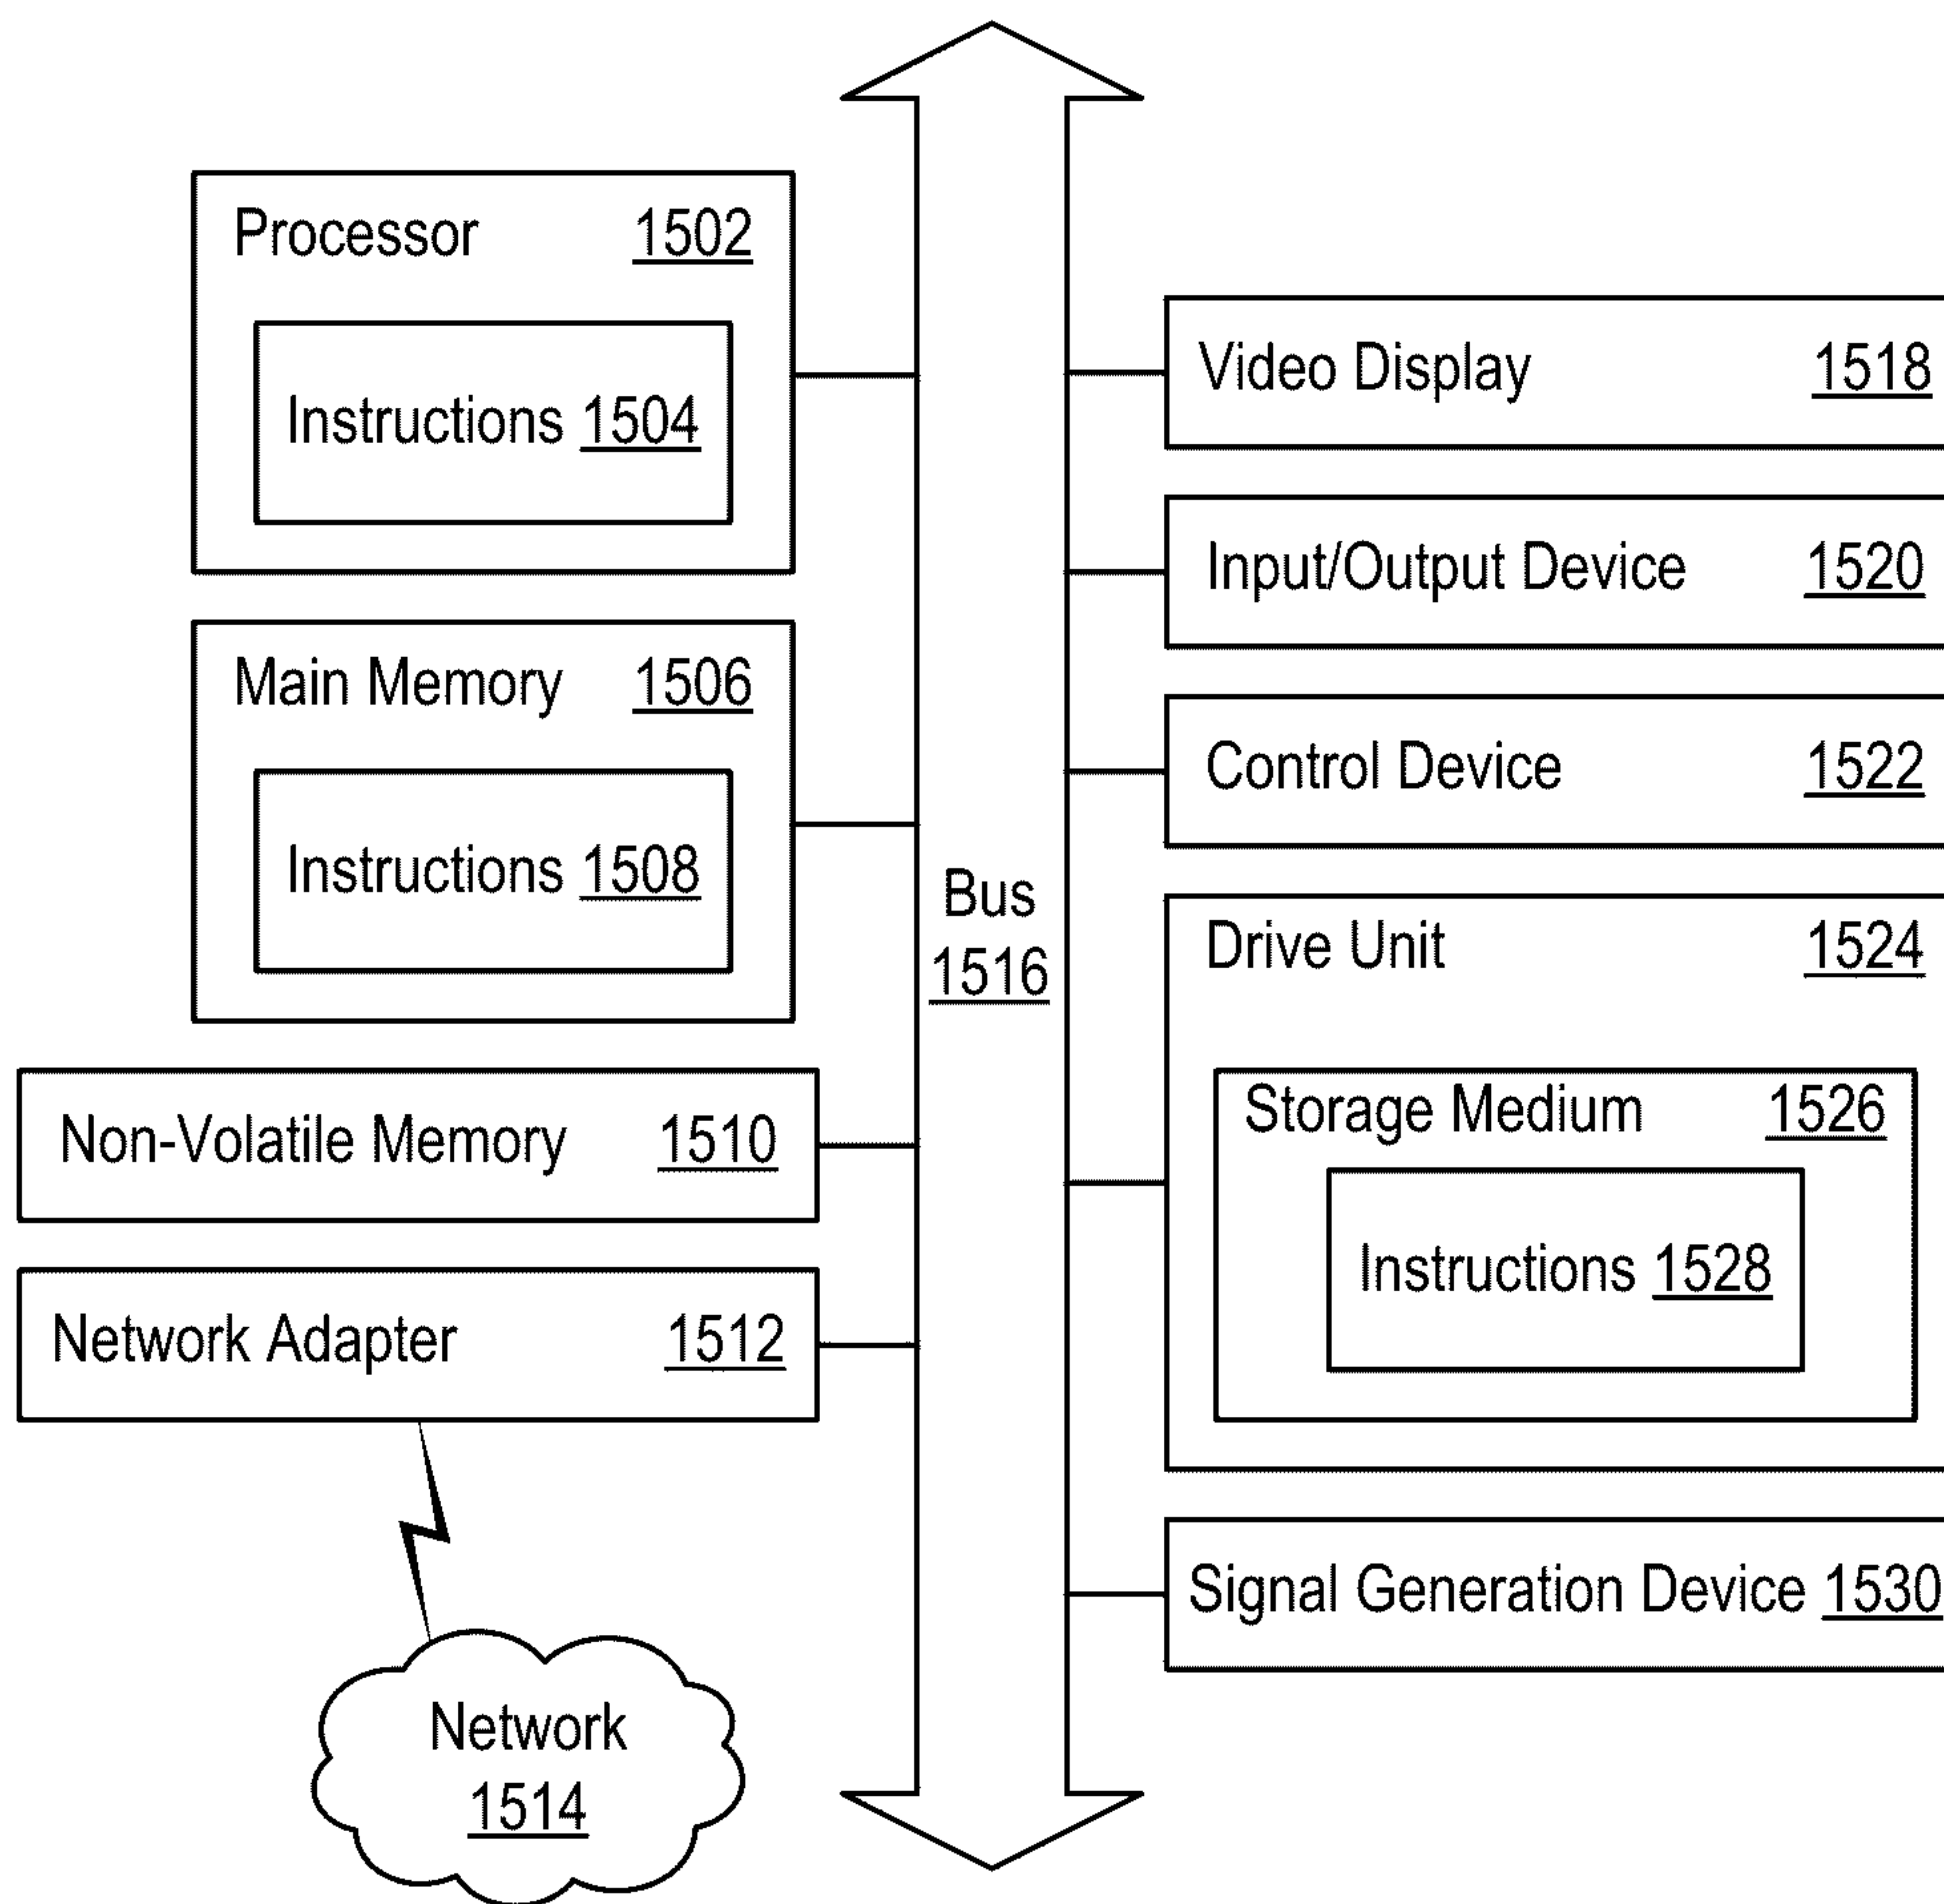 Processor 1502
Instructions 1504
Main Memory 1506
Instructions 1508
Non-Volatile Memory 1510
Network Adapter 1512
Network
1514
Bus
1516
Video Display 1518
Input/Output Device 1520
Control Device 1522
Drive Unit 1524
Storage Medium 1526
Instructions 1528
Signal Generation Device 1530